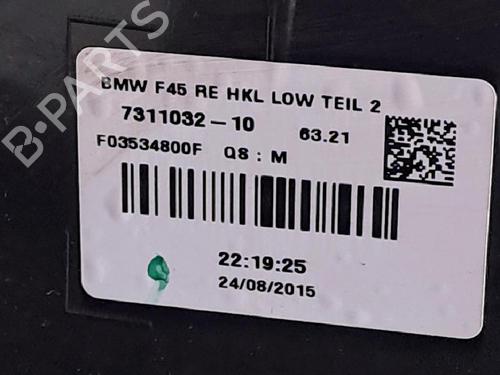 B-PARTS
BMW F45 RE HKL LOW TEIL 2
7311032-10 63.21
F03534800F QS : M
22:19:25
24/08/2015